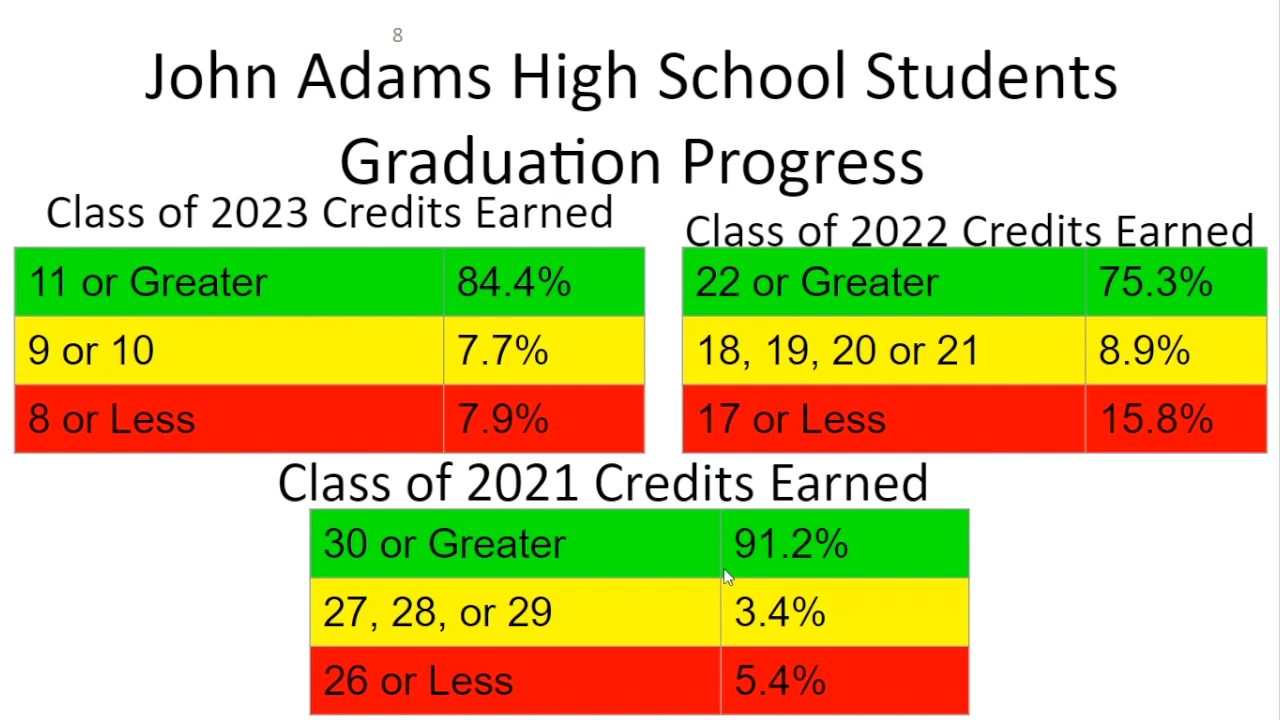 8
John Adams High School Students
Graduation Progress
Class of 2023 Credits Earned
11 or Greater 84.4%
9 or 10 7.7%
8 or Less 7.9%
Class of 2022 Credits Earned
22 or Greater 75.3%
18, 19, 20 or 21 8.9%
17 or Less 15.8%
Class of 2021 Credits Earned
30 or Greater 91.2%
27, 28, or 29 3.4%
26 or Less 5.4%